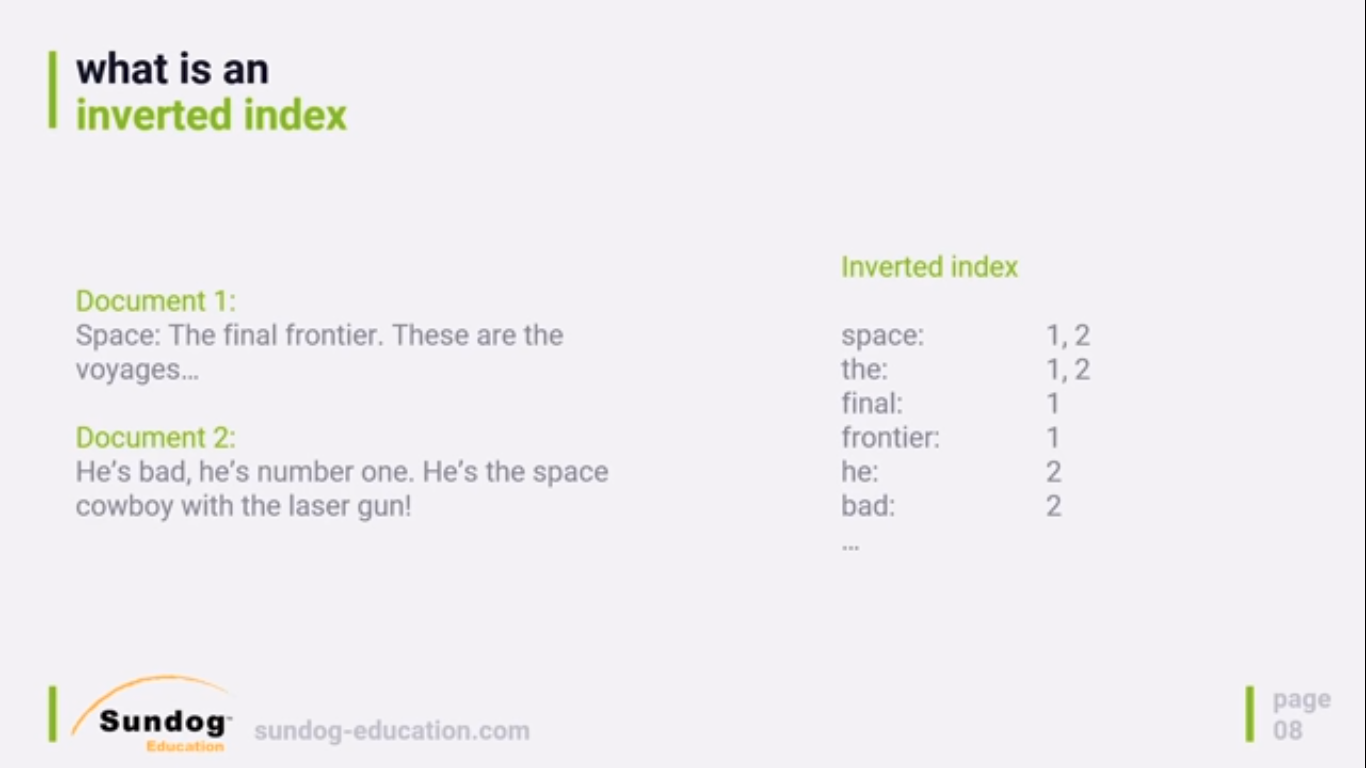 what is an
inverted index
Document 1:
Space: The final frontier. These are the
voyages…
Document 2:
He’s bad, he’s number one. He’s the space
cowboy with the laser gun!
Inverted index
space: 1, 2
the: 1, 2
final: 1
frontier: 1
he: 2
bad: 2
…
Sundog™
Education
sundog-education.com
page
08